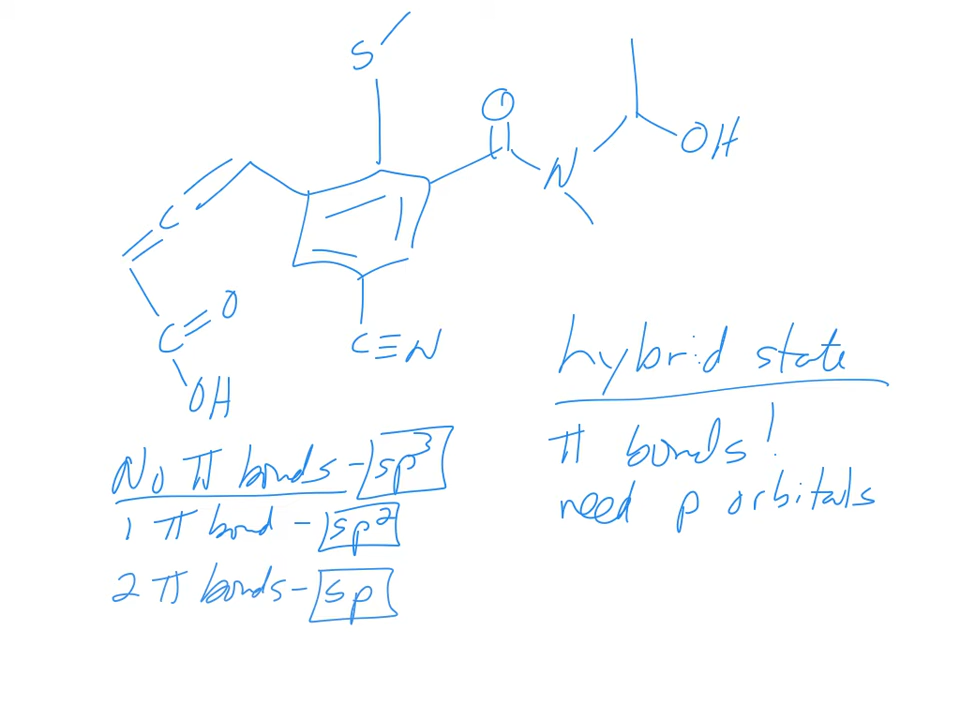 S
O
OH
N
C
O
C
C≡N
OH
hybrid state
π bonds!
need p orbitals
No π bonds - sp³
1 π bond - sp²
2 π bonds - sp